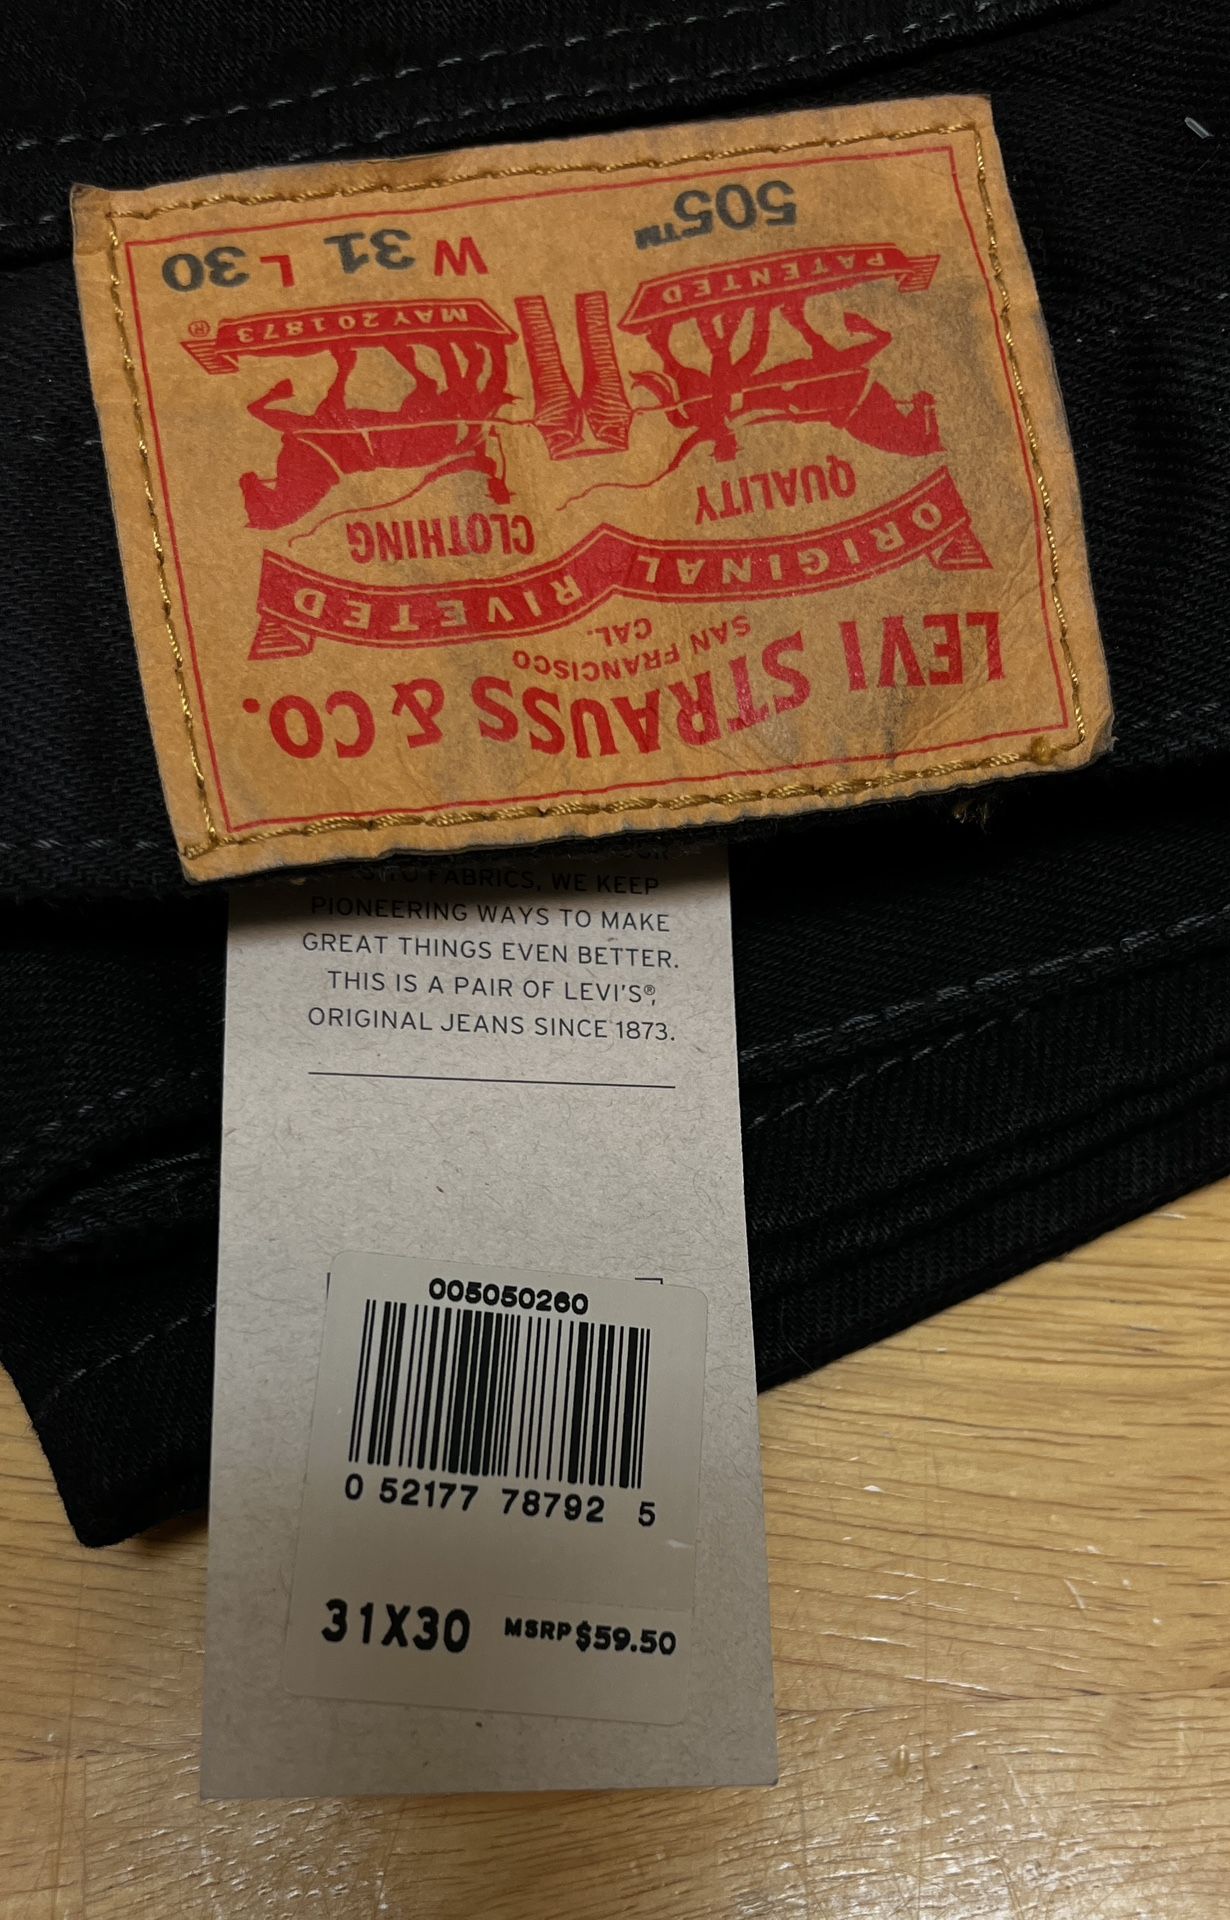 LEVI STRAUSS & CO.
SAN FRANCISCO
CAL.
ORIGINAL RIVETED
QUALITY CLOTHING
PATENTED MAY 20 1873 ®
505™ W 31 L 30
FABRICS, WE KEEP
PIONEERING WAYS TO MAKE
GREAT THINGS EVEN BETTER.
THIS IS A PAIR OF LEVI'S®,
ORIGINAL JEANS SINCE 1873.
005050260
0 52177 78792 5
31X30 MSRP $59.50